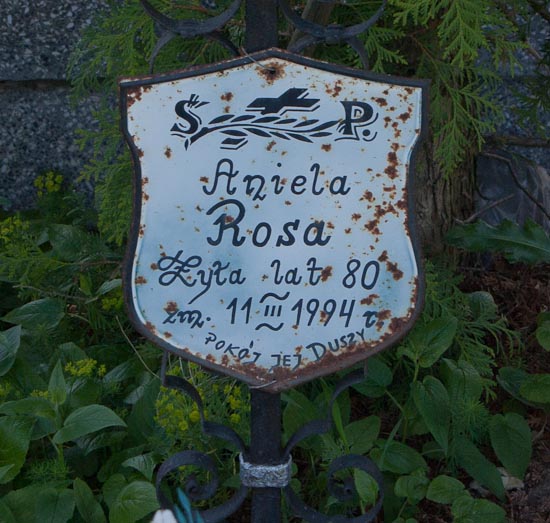 Ś. P.
Aniela
Rosa
Żyła lat 80
zm. 11 III 1994 r
POKÓJ JEJ DUSZY